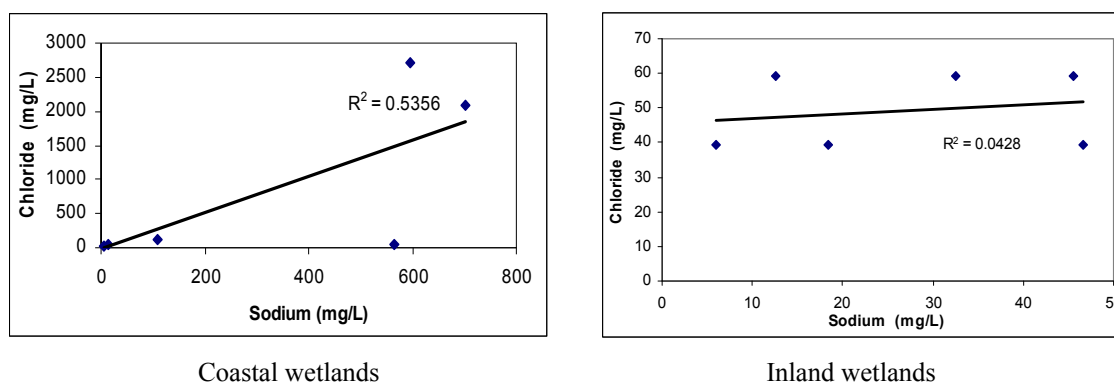 3000
2500
2000
1500
1000
500
0
Chloride (mg/L)
R² = 0.5356
0 200 400 600 800
Sodium (mg/L)
Coastal wetlands
70
60
50
40
30
20
10
0
Chloride (mg/L)
R² = 0.0428
0 10 20 30 40
Sodium (mg/L)
Inland wetlands